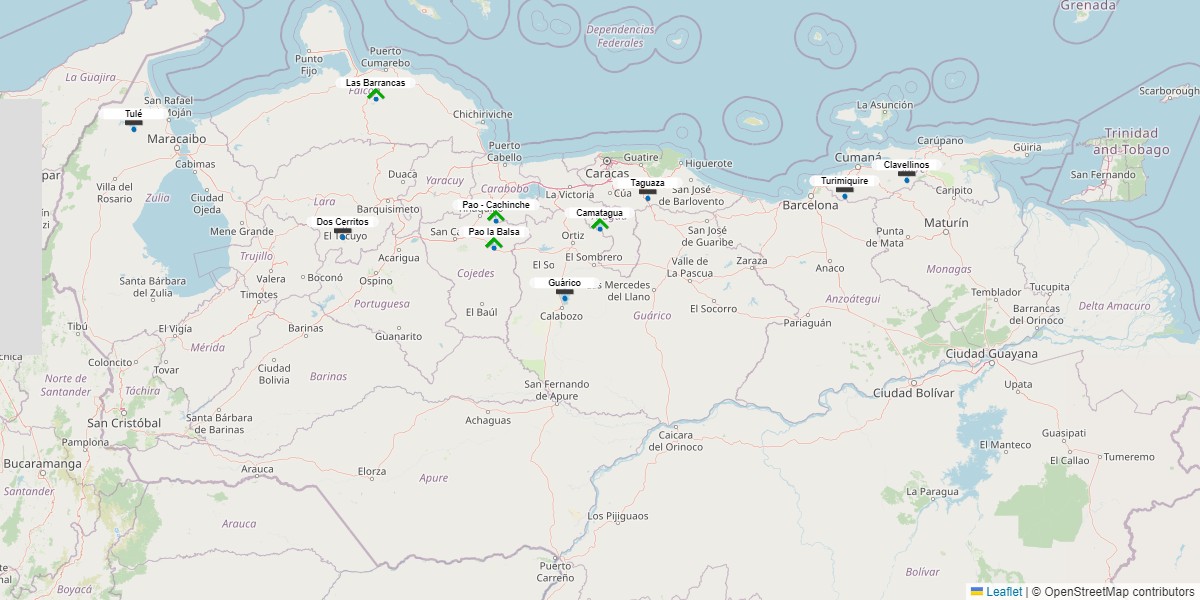 Grenada
Dependencias
Federales
Puerto
Cumarebo
Punto
Fijo
La Guajira
Las Barrancas
Falcón
Scarborough
San Rafael
Tulé
La Asunción
Chichiriviche
Maracaibo
Trinidad
and Tobago
Carúpano
Güiria
Puerto
Cabello
Guatire
Higuerote
Cumaná
Clavellinos
Cabimas
Caracas
San Fernando
Duaca
Yaracuy
Carabobo
La Victoria
Cúa
Taguaza
San José
de Barlovento
Turimiquire
Caripito
Villa del
Rosario
Zulia
Ciudad
Ojeda
Lara
Barquisimeto
Pao - Cachinche
Camatagua
Barcelona
Maturín
Dos Cerritos
El Tocuyo
Mene Grande
Pao la Balsa
Ortiz
San José
de Guaribe
Punta
de Mata
Trujillo
Acarigua
El Sombrero
Valle de
La Pascua
Zaraza
Anaco
Monagas
Santa Bárbara
del Zulia
Valera
Boconó
Ospino
Cojedes
Guárico
Mercedes
del Llano
Timotes
Portuguesa
Temblador
Tucupita
Anzoátegui
Delta Amacuro
El Baúl
Calabozo
Guárico
El Socorro
Pariaguán
Barrancas
del Orinoco
Tibú
El Vigía
Barinas
Guanarito
Mérida
Ciudad Guayana
Coloncito
Tovar
Norte de
Santander
Táchira
Ciudad
Bolivia
Barinas
San Fernando
de Apure
Ciudad Bolívar
Upata
San Cristóbal
Santa Bárbara
de Barinas
Achaguas
Pamplona
Caicara
del Orinoco
Guasipati
El Manteco
El Callao
Tumeremo
Bucaramanga
Arauca
Elorza
Apure
Santander
La Paragua
Arauca
Los Pijiguaos
Puerto
Carreño
Bolívar
Boyacá
Leaflet | © OpenStreetMap contributors